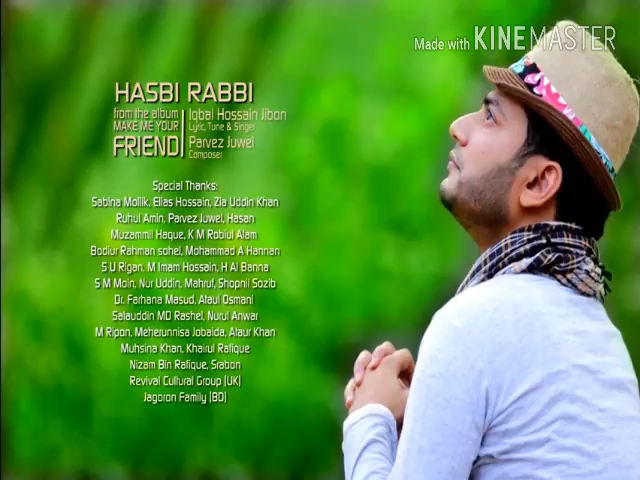 Made with KINEMASTER
HASBI RABBI
from the album
MAKE ME YOUR
FRIEND
Iqbal Hossain Jibon
Lyric, Tune & Singer
Parvez Juwel
Composer
Special Thanks:
Sabina Mollik, Elias Hossain, Zia Uddin Khan
Ruhul Amin, Parvez Juwel, Hasan
Muzammil Haque, K M Robiul Alam
Bodiur Rahman sohel, Mohammad A Hannan
S U Rigan, M Imam Hossain, H Al Banna
S M Moin, Nur Uddin, Mahruf, Shopnil Sozib
Dr. Farhana Masud, Ataul Osmani
Salauddin MD Rashel, Nurul Anwar
M Ripon, Meherunnisa Jobaida, Ataur Khan
Muhsina Khan, Khairul Rafique
Nizam Bin Rafique, Srabon
Revival Cultural Group (UK)
Jagoron Family (BD)